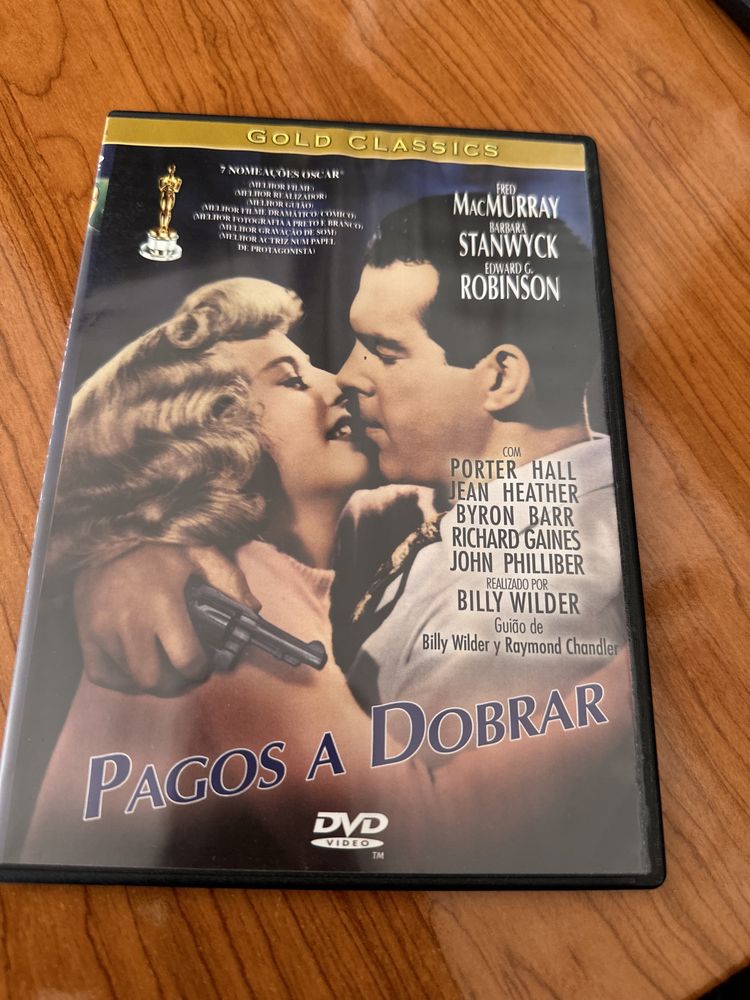 GOLD CLASSICS
7 NOMEAÇÕES OSCAR®
(MELHOR FILME)
(MELHOR REALIZADOR)
(MELHOR GUIÃO)
(MELHOR FILME DRAMÁTICO/CÓMICO)
(MELHOR FOTOGRAFIA A PRETO E BRANCO)
(MELHOR GRAVAÇÃO DE SOM)
(MELHOR ACTRIZ NUM PAPEL
DE PROTAGONISTA)
FRED
MACMURRAY
BARBARA
STANWYCK
EDWARD G.
ROBINSON
COM
PORTER HALL
JEAN HEATHER
BYRON BARR
RICHARD GAINES
JOHN PHILLIBER
REALIZADO POR
BILLY WILDER
Guião de
Billy Wilder y Raymond Chandler
PAGOS A DOBRAR
DVD
VIDEO
TM